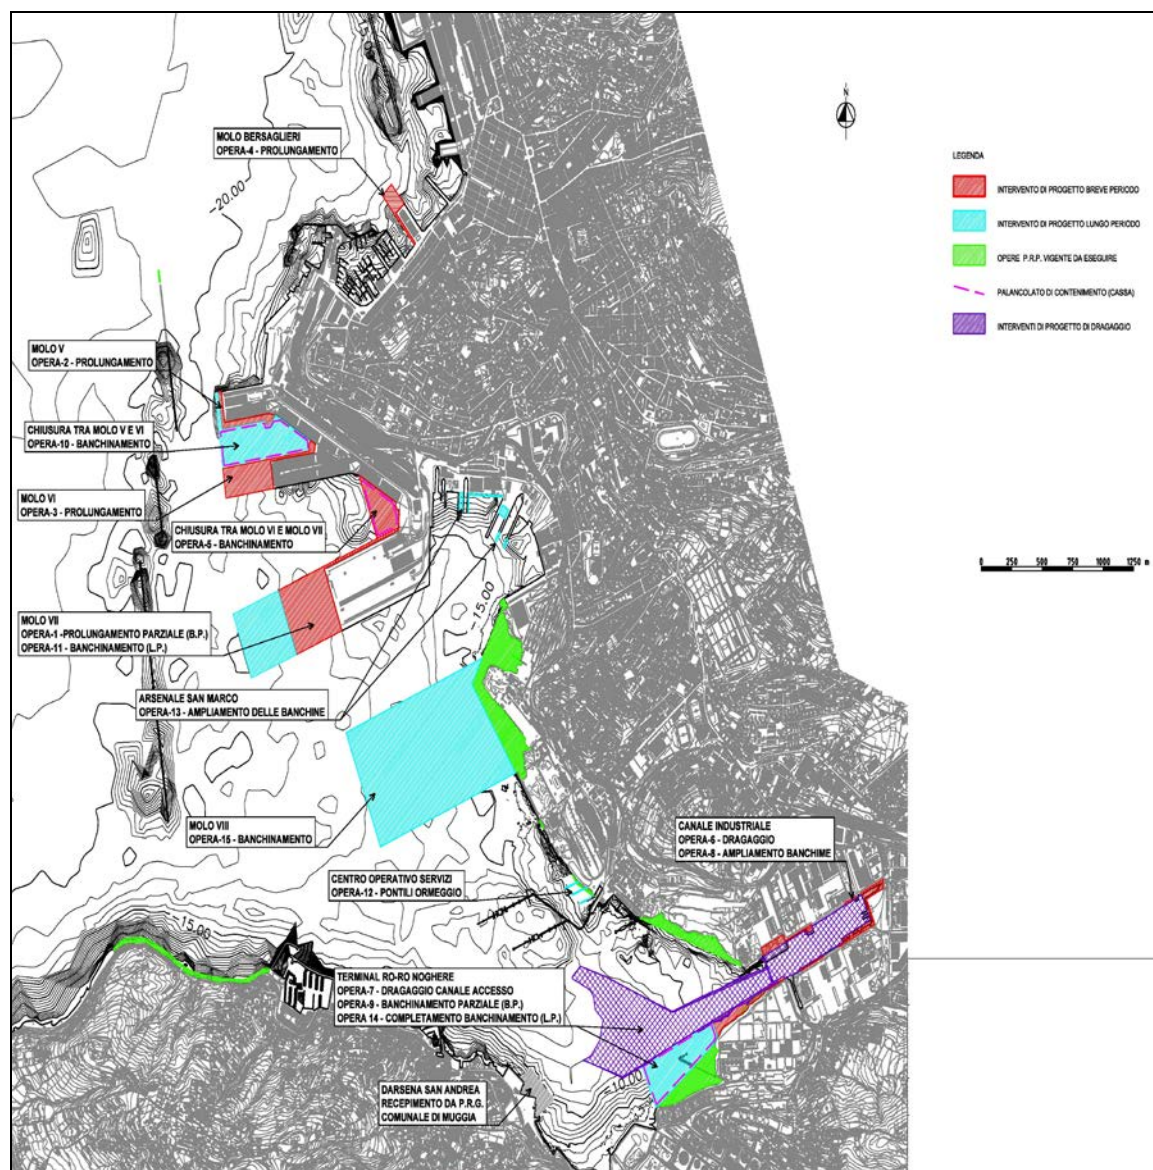 MOLO BERSAGLIERI
OPERA-4 - PROLUNGAMENTO
N
LEGENDA
INTERVENTO DI PROGETTO BREVE PERIODO
INTERVENTO DI PROGETTO LUNGO PERIODO
OPERE P.R.P. VIGENTE DA ESEGUIRE
PALANCOLATO DI CONTENIMENTO (CASSA)
INTERVENTI DI PROGETTO DI DRAGAGGIO
-20.00
MOLO V
OPERA-2 - PROLUNGAMENTO
CHIUSURA TRA MOLO V E VI
OPERA-10 - BANCHINAMENTO
MOLO VI
OPERA-3 - PROLUNGAMENTO
CHIUSURA TRA MOLO VI E MOLO VII
OPERA-5 - BANCHINAMENTO
0 250 500 750 1000 1250 m
-15.00
MOLO VII
OPERA-1 -PROLUNGAMENTO PARZIALE (B.P.)
OPERA-11 - BANCHINAMENTO (L.P.)
ARSENALE SAN MARCO
OPERA-13 - AMPLIAMENTO DELLE BANCHINE
MOLO VIII
OPERA-15 - BANCHINAMENTO
CANALE INDUSTRIALE
OPERA-6 - DRAGAGGIO
OPERA-8 - AMPLIAMENTO BANCHIME
CENTRO OPERATIVO SERVIZI
OPERA-12 - PONTILI ORMEGGIO
-15.00
TERMINAL RO-RO NOGHERE
OPERA-7 - DRAGAGGIO CANALE ACCESSO
OPERA-9 - BANCHINAMENTO PARZIALE (B.P.)
OPERA 14 - COMPLETAMENTO BANCHINAMENTO (L.P.)
-10.00
DARSENA SAN ANDREA
RECEPIMENTO DA P.R.G.
COMUNALE DI MUGGIA